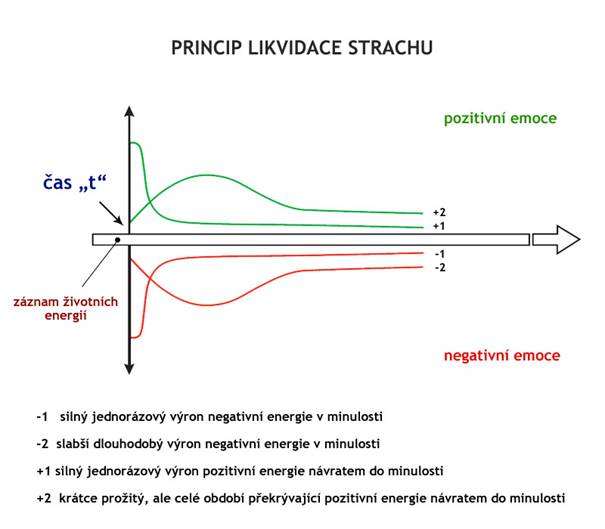 PRINCIP LIKVIDACE STRACHU
pozitivní emoce
čas „t“
+2
+1
-1
-2
záznam životních
energií
negativní emoce
-1 silný jednorázový výron negativní energie v minulosti
-2 slabší dlouhodobý výron negativní energie v minulosti
+1 silný jednorázový výron pozitivní energie návratem do minulosti
+2 krátce prožitý, ale celé období překrývající pozitivní energie návratem do minulosti